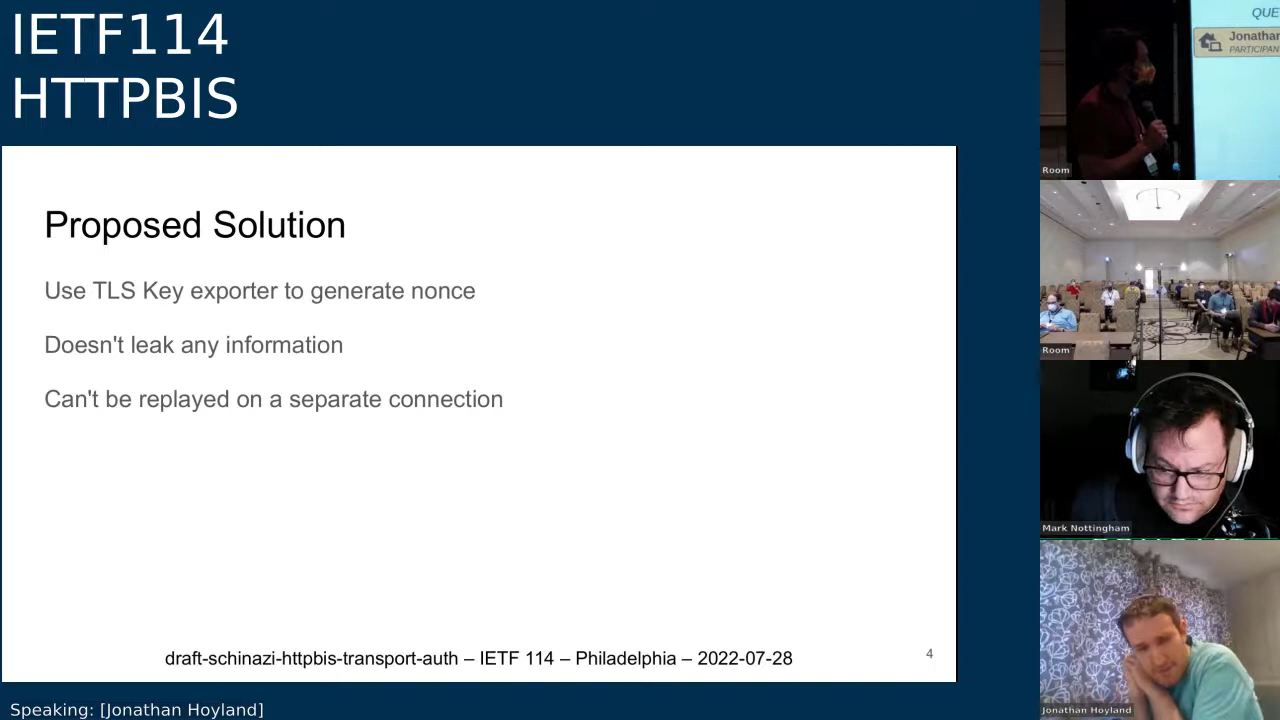 IETF114
HTTPBIS
Proposed Solution
Use TLS Key exporter to generate nonce
Doesn't leak any information
Can't be replayed on a separate connection
draft-schinazi-httpbis-transport-auth – IETF 114 – Philadelphia – 2022-07-28
4
Speaking: [Jonathan Hoyland]
QUE
Jonathan
PARTICIPAN
Room
Room
Mark Nottingham
Jonathan Hoyland